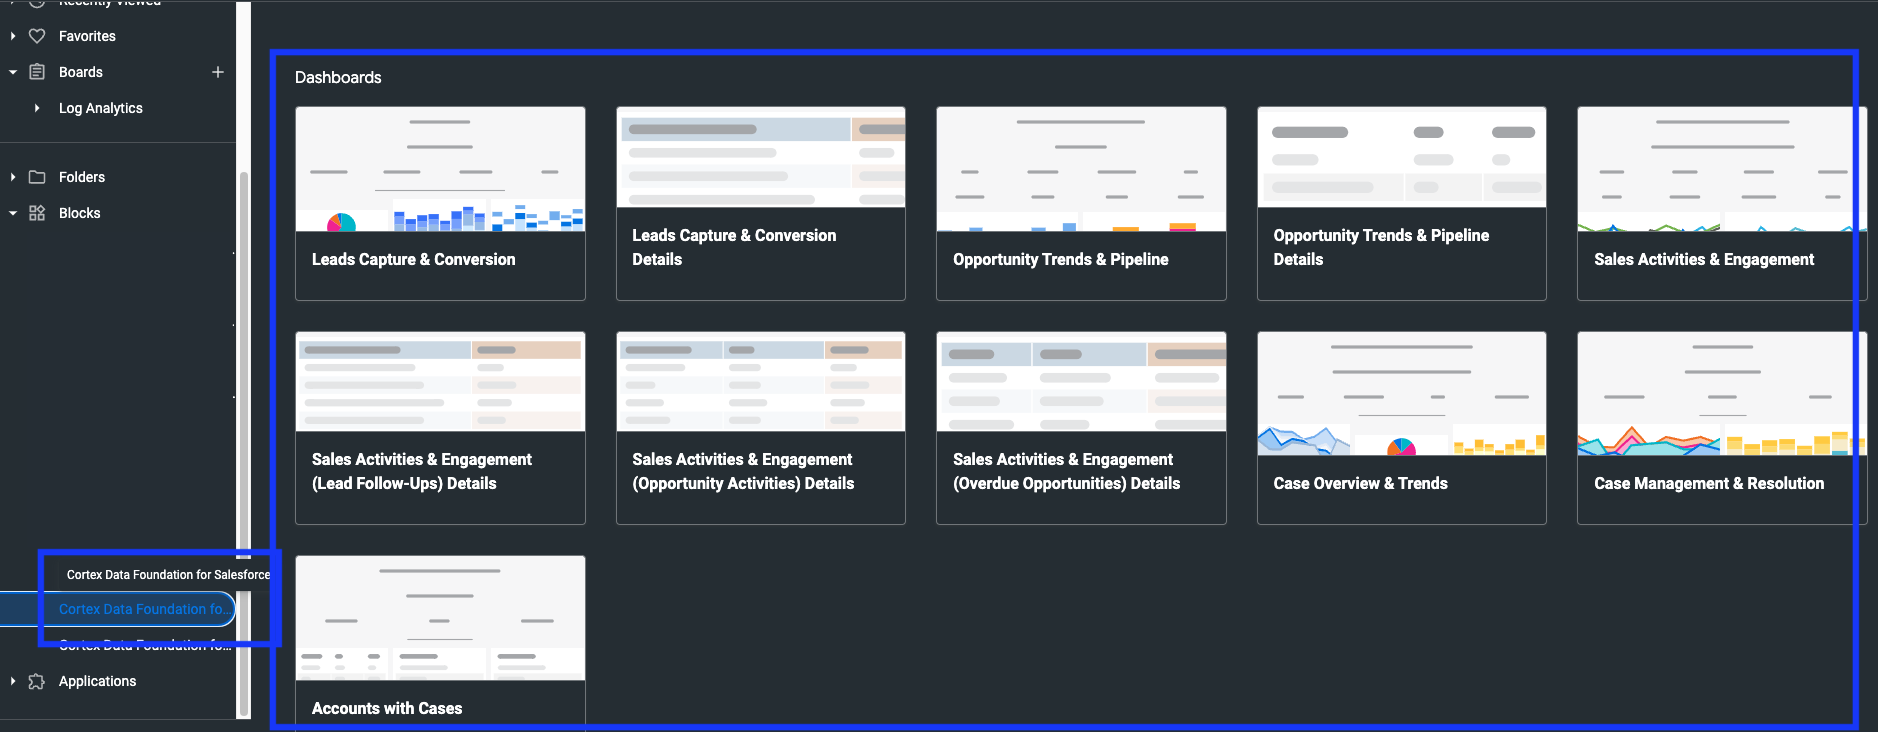 Recently Viewed
Favorites
Boards
Log Analytics
Folders
Blocks
Cortex Data Foundation for Salesforce
Cortex Data Foundation fo...
Cortex Data Foundation fo...
Applications
Dashboards
Leads Capture & Conversion
Leads Capture & Conversion
Details
Opportunity Trends & Pipeline
Opportunity Trends & Pipeline
Details
Sales Activities & Engagement
Sales Activities & Engagement
(Lead Follow-Ups) Details
Sales Activities & Engagement
(Opportunity Activities) Details
Sales Activities & Engagement
(Overdue Opportunities) Details
Case Overview & Trends
Case Management & Resolution
Accounts with Cases